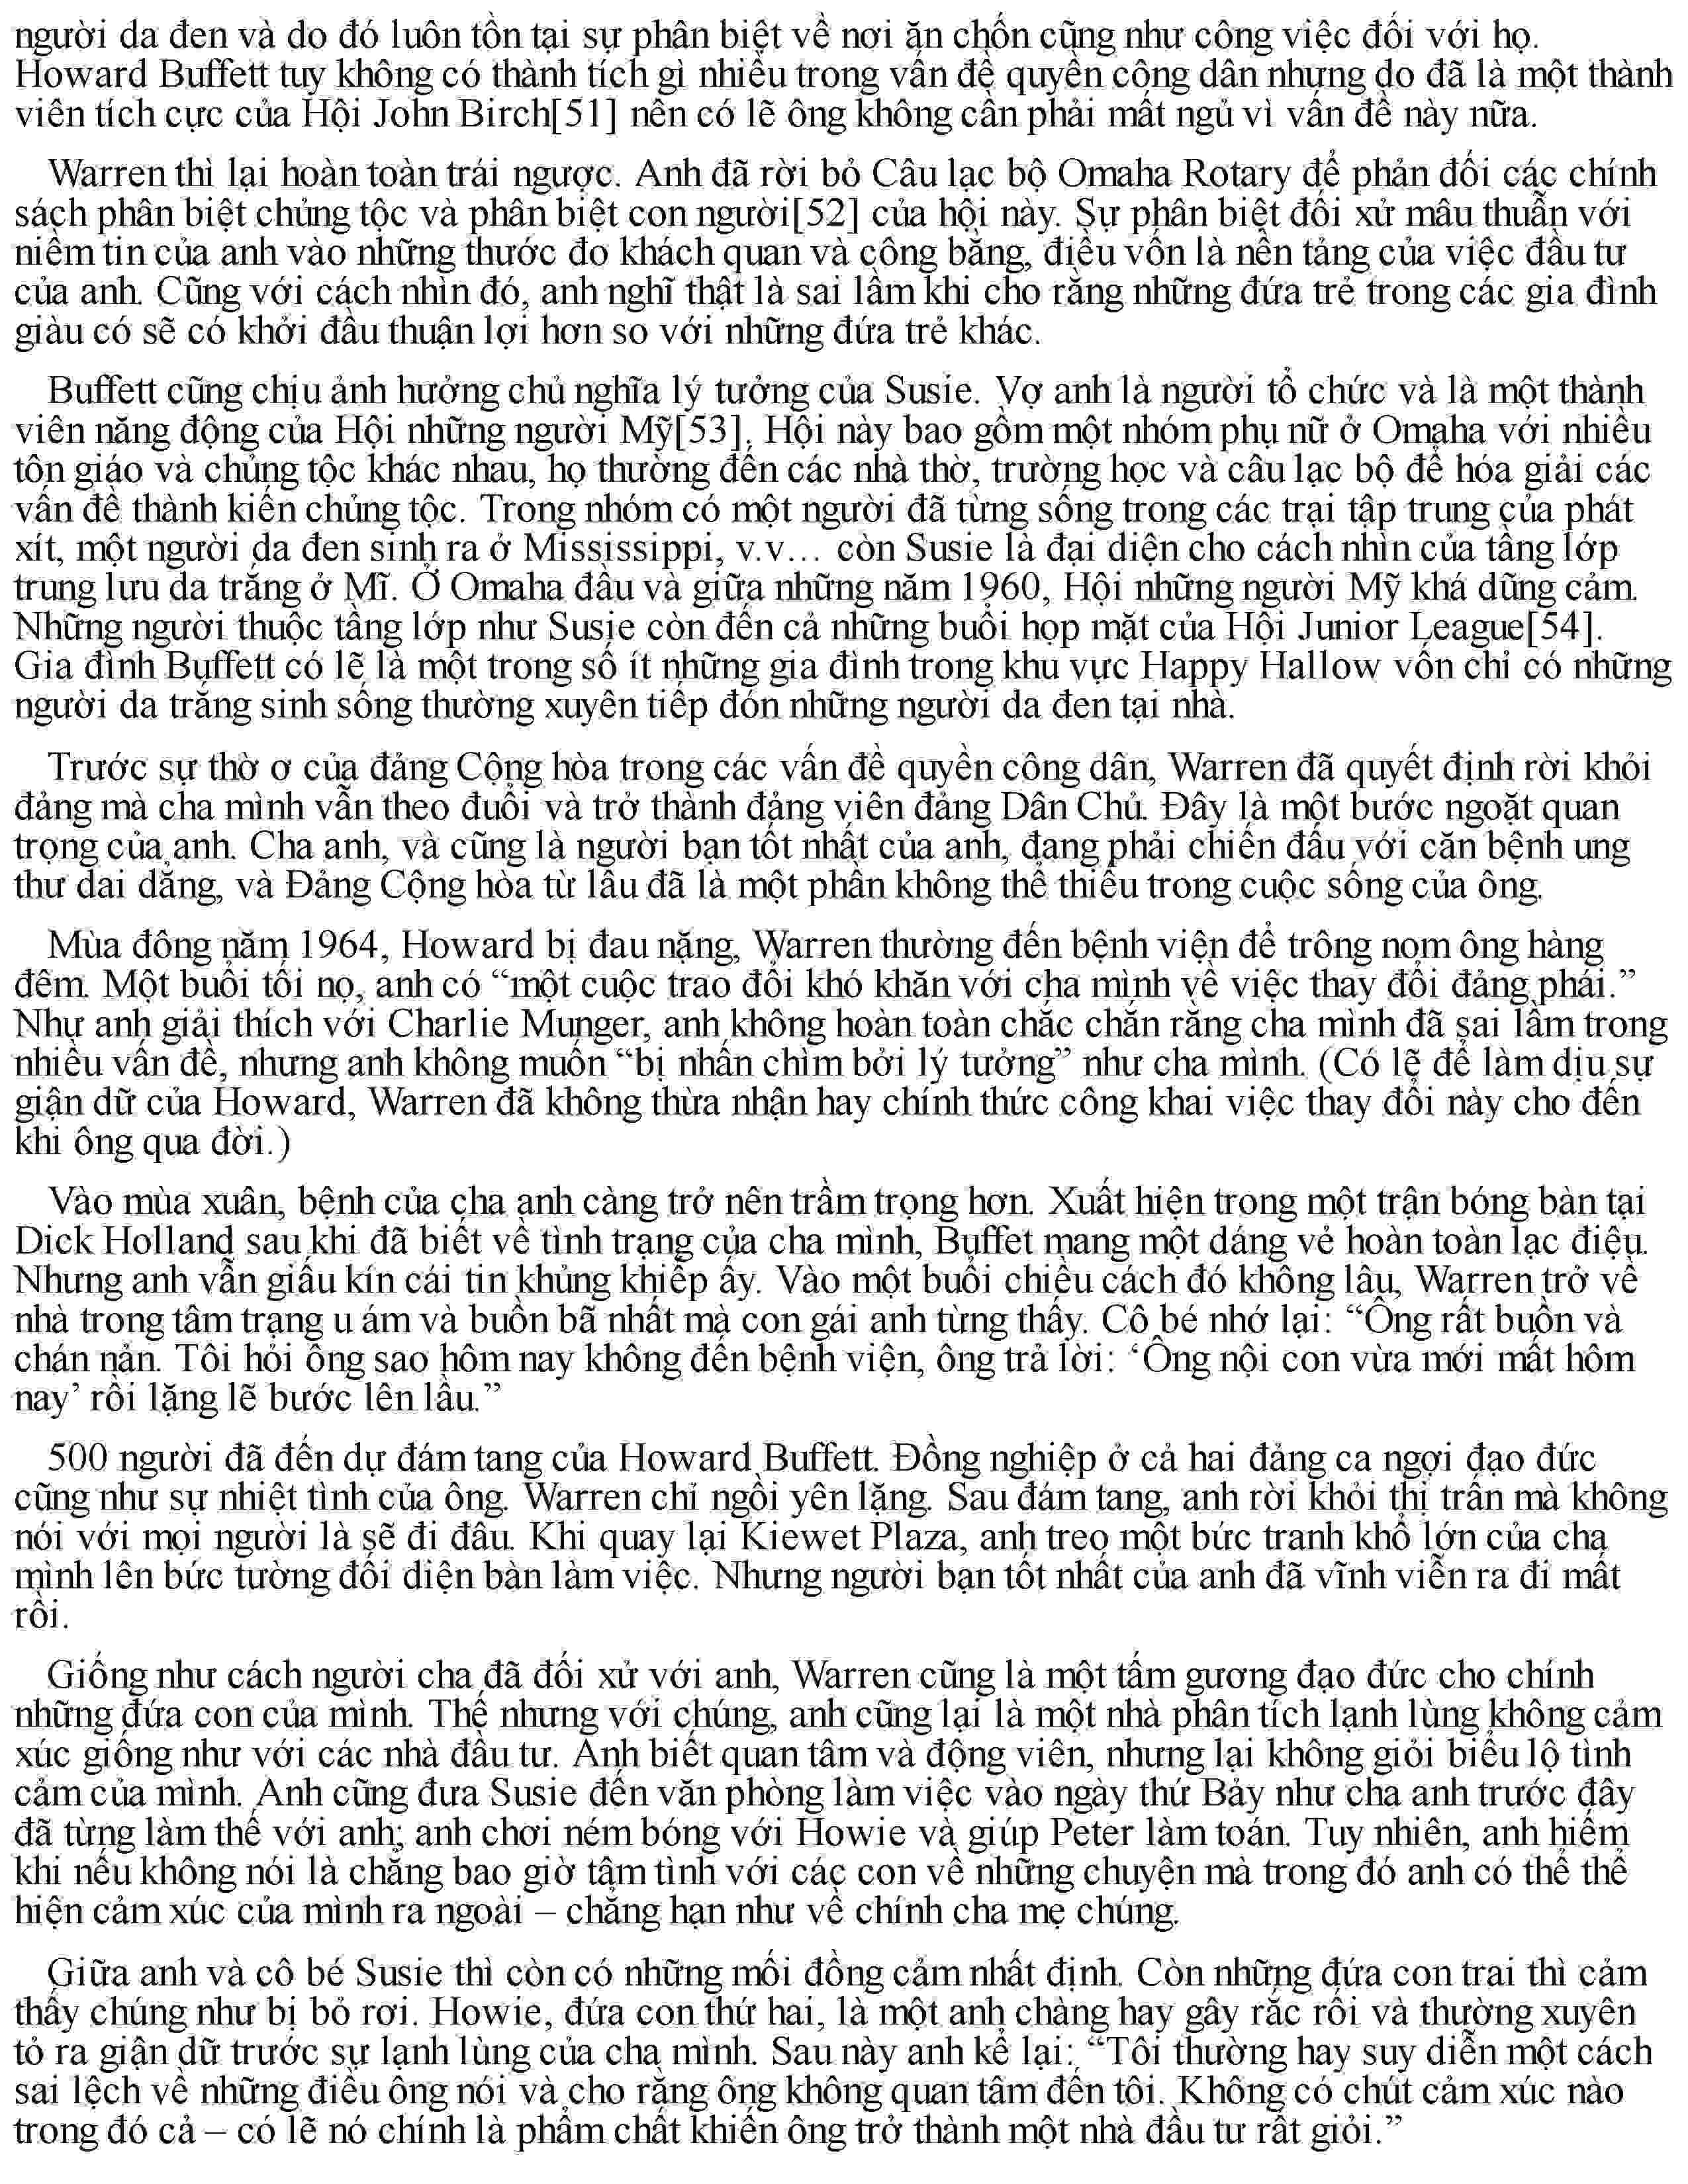 người da đen và do đó luôn tồn tại sự phân biệt về nơi ăn chốn cũng như công việc đối với họ.
Howard Buffett tuy không có thành tích gì nhiều trong vấn đề quyền công dân nhưng do đã là một thành
viên tích cực của Hội John Birch[51] nên có lẽ ông không cần phải mất ngủ vì vấn đề này nữa.
Warren thì lại hoàn toàn trái ngược. Anh đã rời bỏ Câu lạc bộ Omaha Rotary để phản đối các chính
sách phân biệt chủng tộc và phân biệt con người[52] của hội này. Sự phân biệt đối xử mâu thuẫn với
niềm tin của anh vào những thước đo khách quan và công bằng, điều vốn là nền tảng của việc đầu tư
của anh. Cũng với cách nhìn đó, anh nghĩ thật là sai lầm khi cho rằng những đứa trẻ trong các gia đình
giàu có sẽ có khởi đầu thuận lợi hơn so với những đứa trẻ khác.
Buffett cũng chịu ảnh hưởng chủ nghĩa lý tưởng của Susie. Vợ anh là người tổ chức và là một thành
viên năng động của Hội những người Mỹ[53]. Hội này bao gồm một nhóm phụ nữ ở Omaha với nhiều
tôn giáo và chủng tộc khác nhau, họ thường đến các nhà thờ, trường học và câu lạc bộ để hóa giải các
vấn đề thành kiến chủng tộc. Trong nhóm có một người đã từng sống trong các trại tập trung của phát
xít, một người da đen sinh ra ở Mississippi, v.v... còn Susie là đại diện cho cách nhìn của tầng lớp
trung lưu da trắng ở Mĩ. Ở Omaha đầu và giữa những năm 1960, Hội những người Mỹ khá dũng cảm.
Những người thuộc tầng lớp như Susie còn đến cả những buổi họp mặt của Hội Junior League[54].
Gia đình Buffett có lẽ là một trong số ít những gia đình trong khu vực Happy Hallow vốn chỉ có những
người da trắng sinh sống thường xuyên tiếp đón những người da đen tại nhà.
Trước sự thờ ơ của đảng Cộng hòa trong các vấn đề quyền công dân, Warren đã quyết định rời khỏi
đảng mà cha mình vẫn theo đuổi và trở thành đảng viên đảng Dân Chủ. Đây là một bước ngoặt quan
trọng của anh. Cha anh, và cũng là người bạn tốt nhất của anh, đang phải chiến đấu với căn bệnh ung
thư dai dẳng, và Đảng Cộng hòa từ lâu đã là một phần không thể thiếu trong cuộc sống của ông.
Mùa đông năm 1964, Howard bị đau nặng, Warren thường đến bệnh viện để trông nom ông hàng
đêm. Một buổi tối nọ, anh có “một cuộc trao đổi khó khăn với cha mình về việc thay đổi đảng phái.”
Như anh giải thích với Charlie Munger, anh không hoàn toàn chắc chắn rằng cha mình đã sai lầm trong
nhiều vấn đề, nhưng anh không muốn “bị nhấn chìm bởi lý tưởng” như cha mình. (Có lẽ để làm dịu sự
giận dữ của Howard, Warren đã không thừa nhận hay chính thức công khai việc thay đổi này cho đến
khi ông qua đời.)
Vào mùa xuân, bệnh của cha anh càng trở nên trầm trọng hơn. Xuất hiện trong một trận bóng bàn tại
Dick Holland sau khi đã biết về tình trạng của cha mình, Buffet mang một dáng vẻ hoàn toàn lạc điệu.
Nhưng anh vẫn giấu kín cái tin khủng khiếp ấy. Vào một buổi chiều cách đó không lâu, Warren trở về
nhà trong tâm trạng u ám và buồn bã nhất mà con gái anh từng thấy. Cô bé nhớ lại: “Ông rất buồn và
chán nản. Tôi hỏi ông sao hôm nay không đến bệnh viện, ông trả lời: ‘Ông nội con vừa mới mất hôm
nay’ rồi lặng lẽ bước lên lầu.”
500 người đã đến dự đám tang của Howard Buffett. Đồng nghiệp ở cả hai đảng ca ngợi đạo đức
cũng như sự nhiệt tình của ông. Warren chỉ ngồi yên lặng. Sau đám tang, anh rời khỏi thị trấn mà không
nói với mọi người là sẽ đi đâu. Khi quay lại Kiewet Plaza, anh treo một bức tranh khổ lớn của cha
mình lên bức tường đối diện bàn làm việc. Nhưng người bạn tốt nhất của anh đã vĩnh viễn ra đi mất
rồi.
Giống như cách người cha đã đối xử với anh, Warren cũng là một tấm gương đạo đức cho chính
những đứa con của mình. Thế nhưng với chúng, anh cũng lại là một nhà phân tích lạnh lùng không cảm
xúc giống như với các nhà đầu tư. Anh biết quan tâm và động viên, nhưng lại không giỏi biểu lộ tình
cảm của mình. Anh cũng đưa Susie đến văn phòng làm việc vào ngày thứ Bảy như cha anh trước đây
đã từng làm thế với anh; anh chơi ném bóng với Howie và giúp Peter làm toán. Tuy nhiên, anh hiếm
khi nếu không nói là chẳng bao giờ tâm tình với các con về những chuyện mà trong đó anh có thể thể
hiện cảm xúc của mình ra ngoài – chẳng hạn như về chính cha mẹ chúng.
Giữa anh và cô bé Susie thì còn có những mối đồng cảm nhất định. Còn những đứa con trai thì cảm
thấy chúng như bị bỏ rơi. Howie, đứa con thứ hai, là một anh chàng hay gây rắc rối và thường xuyên
tỏ ra giận dữ trước sự lạnh lùng của cha mình. Sau này anh kể lại: “Tôi thường hay suy diễn một cách
sai lệch về những điều ông nói và cho rằng ông không quan tâm đến tôi. Không có chút cảm xúc nào
trong đó cả – có lẽ nó chính là phẩm chất khiến ông trở thành một nhà đầu tư rất giỏi.”